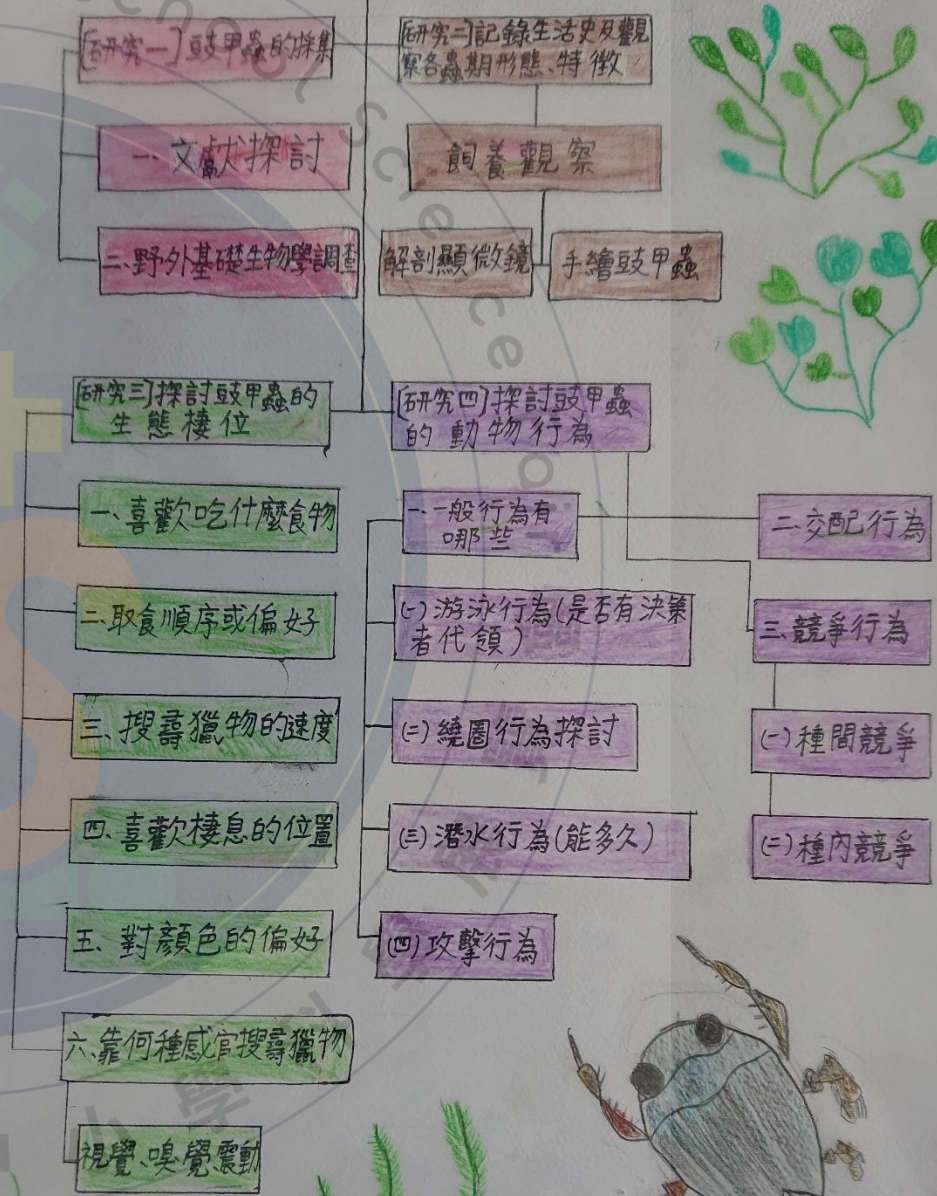 [研究一]豉甲蟲的採集
一、文獻探討
二、野外基礎生物學調查
[研究二]記錄生活史及觀
察各蟲期形態、特徵
飼養觀察
解剖顯微鏡
手繪豉甲蟲
[研究三]探討豉甲蟲的
生態棲位
一、喜歡吃什麼食物
二、取食順序或偏好
三、搜尋獵物的速度
四、喜歡棲息的位置
五、對顏色的偏好
六、靠何種感官搜尋獵物
視覺、嗅覺、震動
[研究四]探討豉甲蟲
的動物行為
一、一般行為有
哪些
(一)游泳行為(是否有決策
者代領)
(二)繞圈行為探討
(三)潛水行為(能多久)
(四)攻擊行為
二、交配行為
三、競爭行為
(一)種間競爭
(二)種內競爭